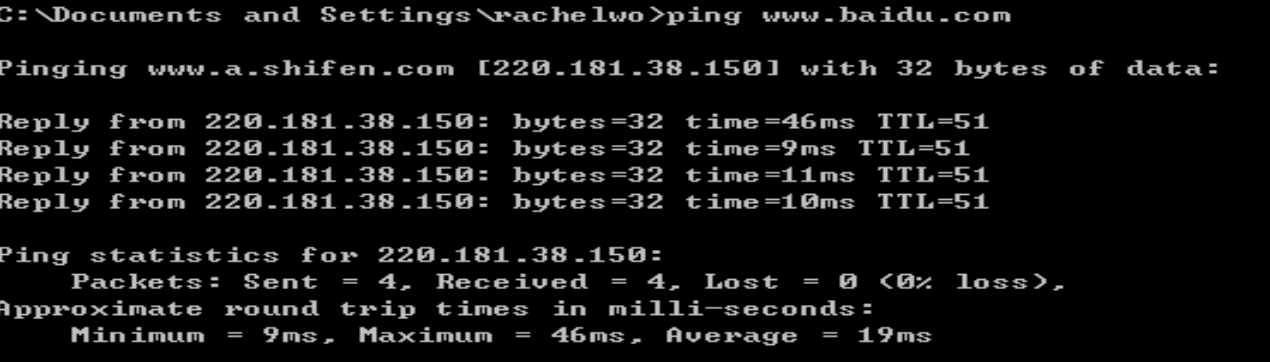 C:\Documents and Settings\rachelwo>ping www.baidu.com
Pinging www.a.shifen.com [220.181.38.150] with 32 bytes of data:
Reply from 220.181.38.150: bytes=32 time=46ms TTL=51
Reply from 220.181.38.150: bytes=32 time=9ms TTL=51
Reply from 220.181.38.150: bytes=32 time=11ms TTL=51
Reply from 220.181.38.150: bytes=32 time=10ms TTL=51
Ping statistics for 220.181.38.150:
Packets: Sent = 4, Received = 4, Lost = 0 (0% loss),
Approximate round trip times in milli-seconds:
Minimum = 9ms, Maximum = 46ms, Average = 19ms